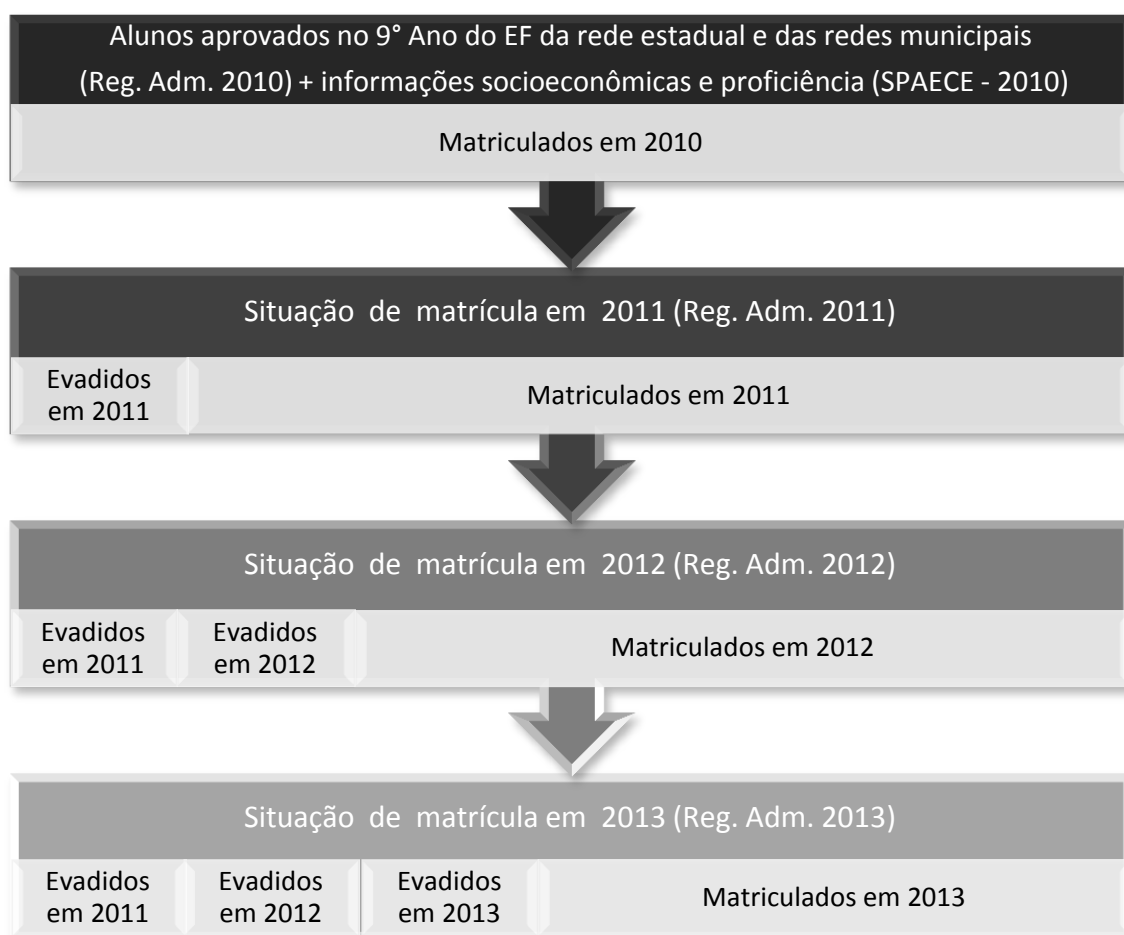 Alunos aprovados no 9° Ano do EF da rede estadual e das redes municipais
(Reg. Adm. 2010) + informações socioeconômicas e proficiência (SPAECE - 2010)
Matriculados em 2010
Situação de matrícula em 2011 (Reg. Adm. 2011)
Evadidos
em 2011
Matriculados em 2011
Situação de matrícula em 2012 (Reg. Adm. 2012)
Evadidos
em 2011
Evadidos
em 2012
Matriculados em 2012
Situação de matrícula em 2013 (Reg. Adm. 2013)
Evadidos
em 2011
Evadidos
em 2012
Evadidos
em 2013
Matriculados em 2013